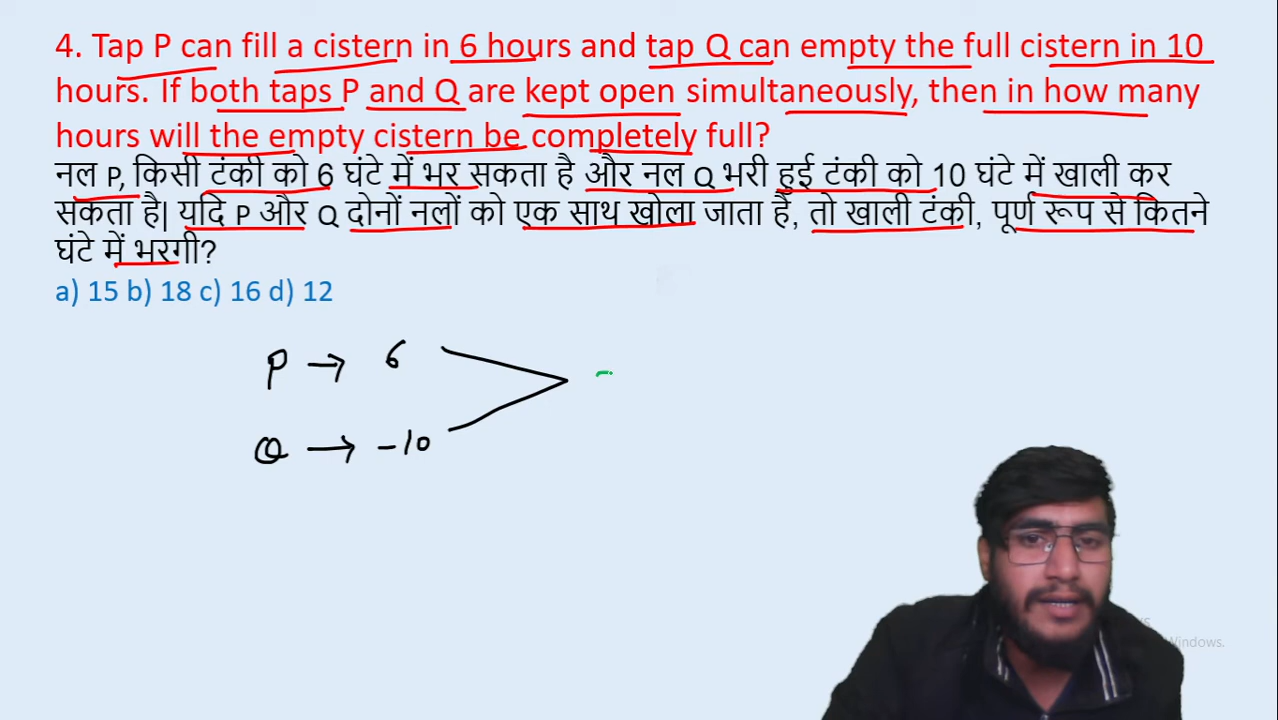 4. Tap P can fill a cistern in 6 hours and tap Q can empty the full cistern in 10
hours. If both taps P and Q are kept open simultaneously, then in how many
hours will the empty cistern be completely full?
नल P, किसी टंकी को 6 घंटे में भर सकता है और नल Q भरी हुई टंकी को 10 घंटे में खाली कर
सकता है| यदि P और Q दोनों नलों को एक साथ खोला जाता है, तो खाली टंकी, पूर्ण रूप से कितने
घंटे में भरगी?
a) 15 b) 18 c) 16 d) 12
P → 6
Q → -10
Windows.